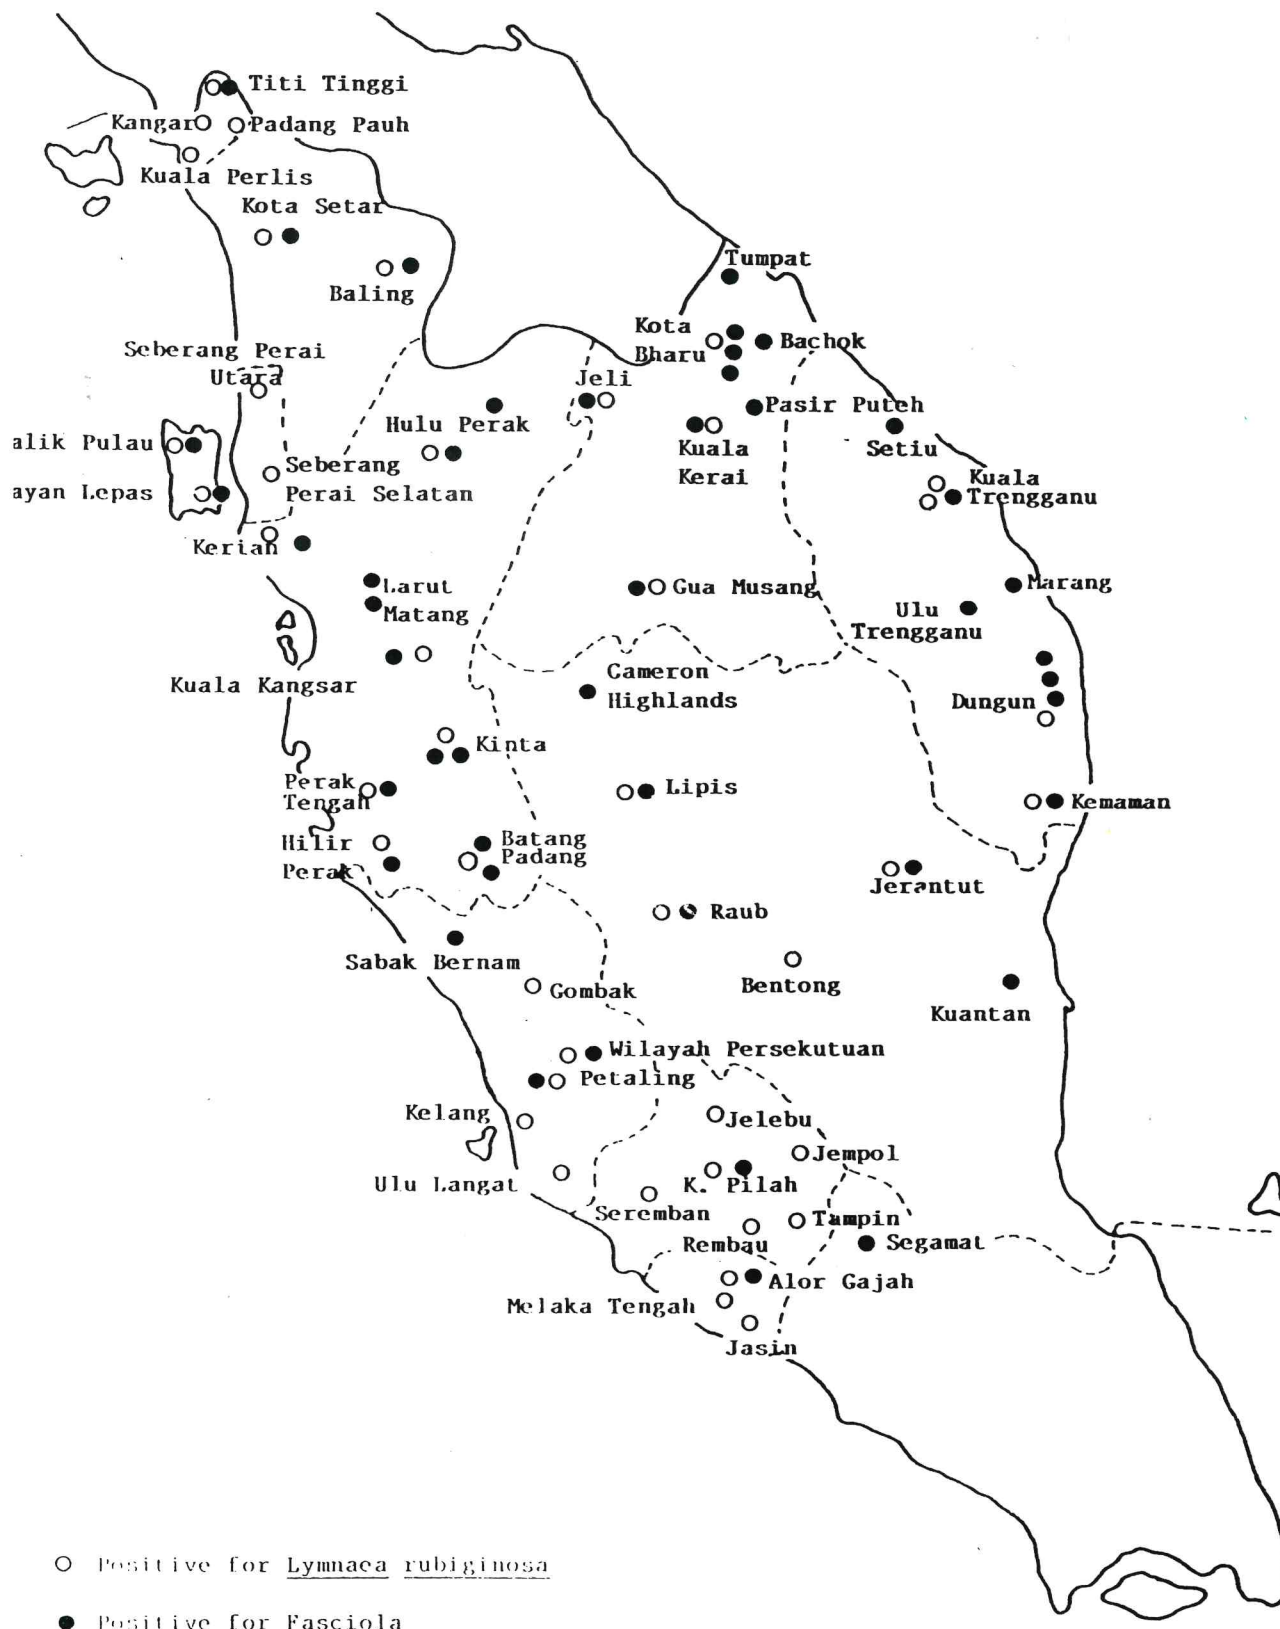 Titi Tinggi
Kangar
Padang Pauh
Kuala Perlis
Kota Setar
Tumpat
Baling
Kota
Bharu
Bachok
Seberang Perai
Utara
Jeli
Pasir Puteh
Hulu Perak
alik Pulau
Kuala
Kerai
Setiu
Seberang
Perai Selatan
ayan Lepas
Kuala
Trengganu
Kerian
Larut
Matang
Gua Musang
Marang
Ulu
Trengganu
Kuala Kangsar
Cameron
Highlands
Dungun
Kinta
Perak
Tengah
Lipis
Kemaman
Hilir
Perak
Batang
Padang
Jerantut
Raub
Sabak Bernam
Gombak
Bentong
Kuantan
Wilayah Persekutuan
Petaling
Kelang
Jelebu
Jempol
Ulu Langat
K. Pilah
Seremban
Tampin
Rembau
Segamat
Alor Gajah
Melaka Tengah
Jasin
Positive for Lymnaea rubiginosa
Positive for Fasciola